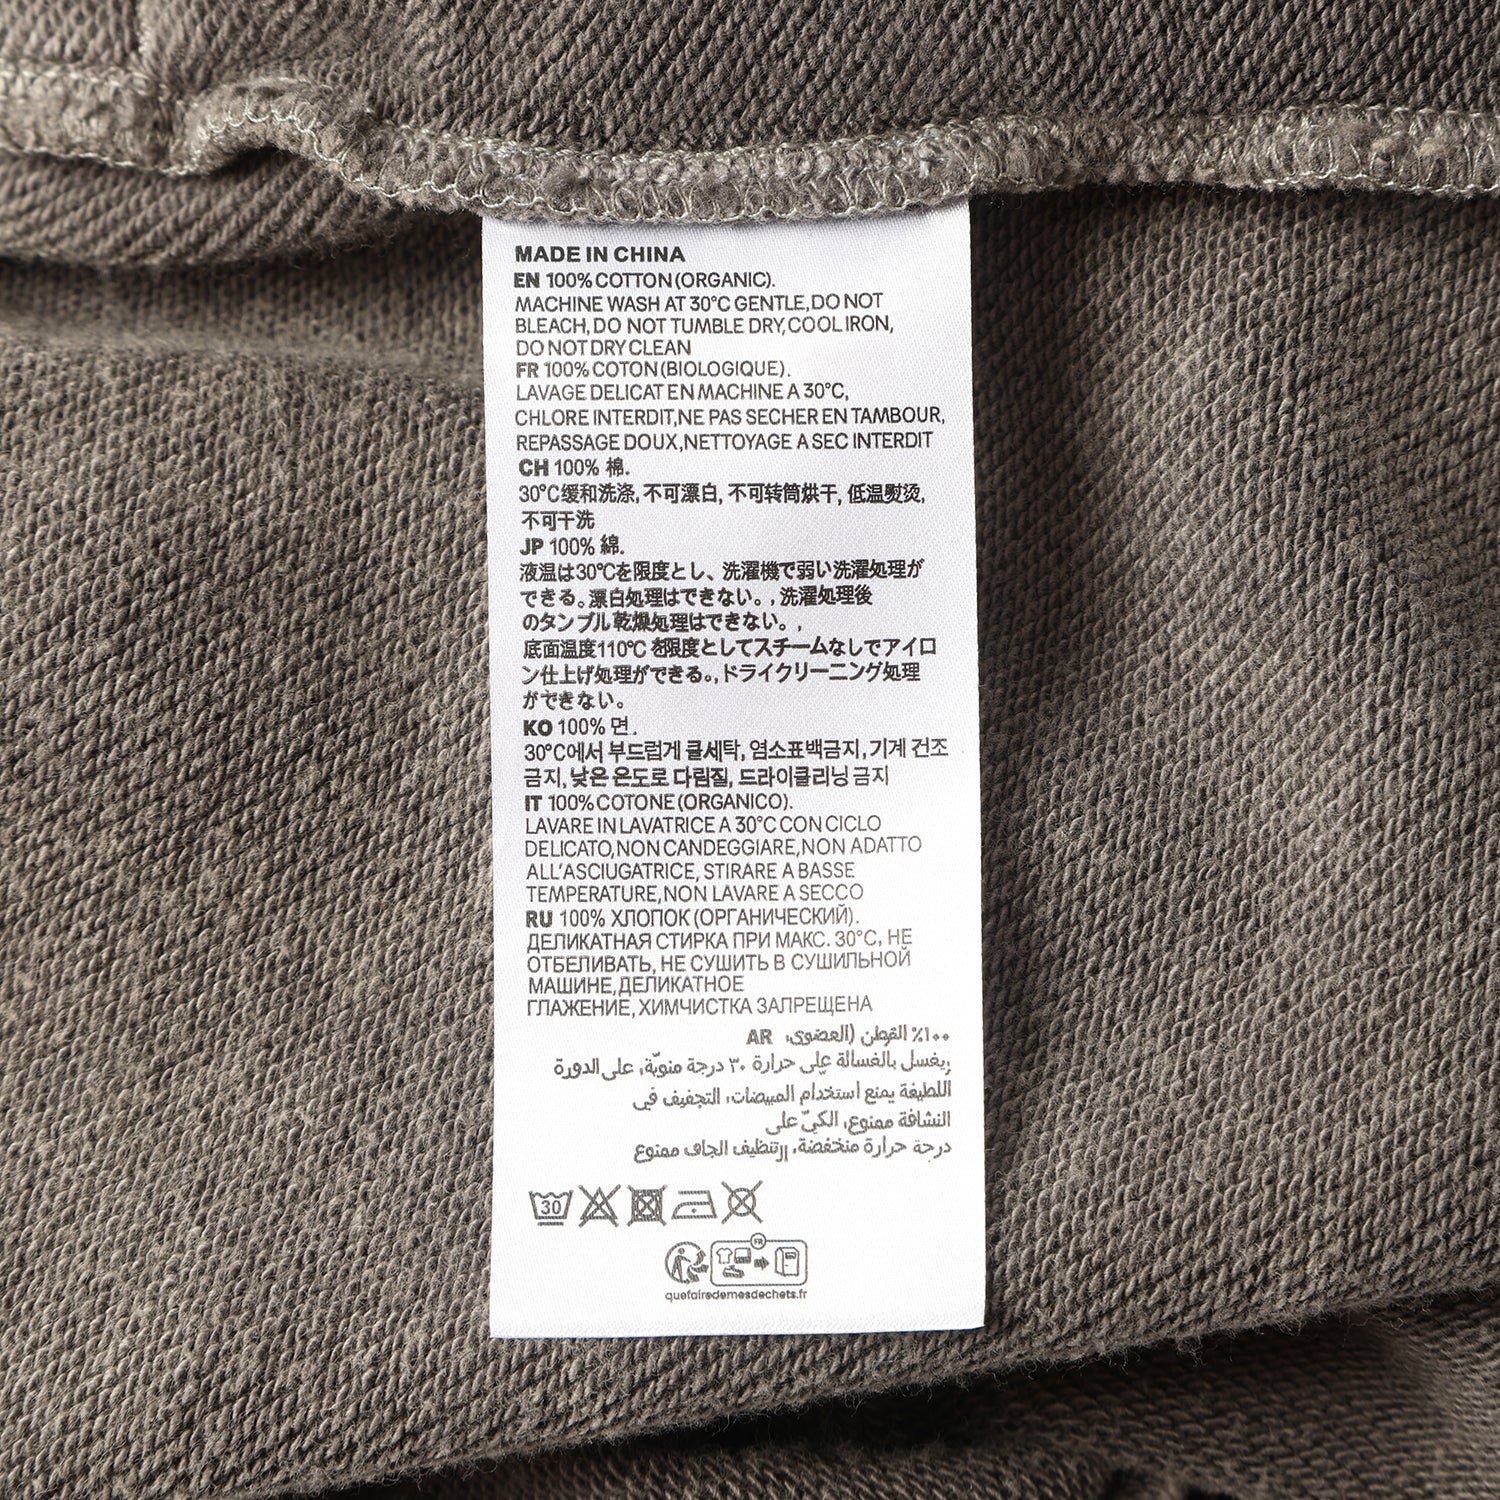 MADE IN CHINA
EN 100% COTTON (ORGANIC).
MACHINE WASH AT 30°C GENTLE, DO NOT
BLEACH, DO NOT TUMBLE DRY, COOL IRON,
DO NOT DRY CLEAN
FR 100% COTON (BIOLOGIQUE).
LAVAGE DELICAT EN MACHINE A 30°C,
CHLORE INTERDIT, NE PAS SECHER EN TAMBOUR,
REPASSAGE DOUX, NETTOYAGE A SEC INTERDIT
CH 100% 棉.
30°C缓和洗涤, 不可漂白, 不可转筒烘干, 低温熨烫,
不可干洗
JP 100% 綿.
液温は30℃を限度とし、洗濯機で弱い洗濯処理が
できる。漂白処理はできない。, 洗濯処理後
のタンブル乾燥処理はできない。,
底面温度110℃を限度としてスチームなしでアイロ
ン仕上げ処理ができる。, ドライクリーニング処理
ができない。
KO 100% 면.
30°C에서 부드럽게 클세탁, 염소표백금지, 기계 건조
금지, 낮은 온도로 다림질, 드라이클리닝 금지
IT 100% COTONE (ORGANICO).
LAVARE IN LAVATRICE A 30°C CON CICLO
DELICATO, NON CANDEGGIARE, NON ADATTO
ALL'ASCIUGATRICE, STIRARE A BASSE
TEMPERATURE, NON LAVARE A SECCO
RU 100% ХЛОПОК (ОРГАНИЧЕСКИЙ).
ДЕЛИКАТНАЯ СТИРКА ПРИ МАКС. 30°C, НЕ
ОТБЕЛИВАТЬ, НЕ СУШИТЬ В СУШИЛЬНОЙ
МАШИНЕ, ДЕЛИКАТНОЕ
ГЛАЖЕНИЕ, ХИМЧИСТКА ЗАПРЕЩЕНА
١٠٠٪ القطن (العضوي، AR
يغسل بالغسالة على حرارة ٣٠ درجة مئويّة، على الدورة
اللطيفة يمنع استخدام المبيضات، التجفيف في
النشافة ممنوع، الكيّ على
درجة حرارة منخفضة، التنظيف الجاف ممنوع
30
FR
quefairedemesdechets.fr